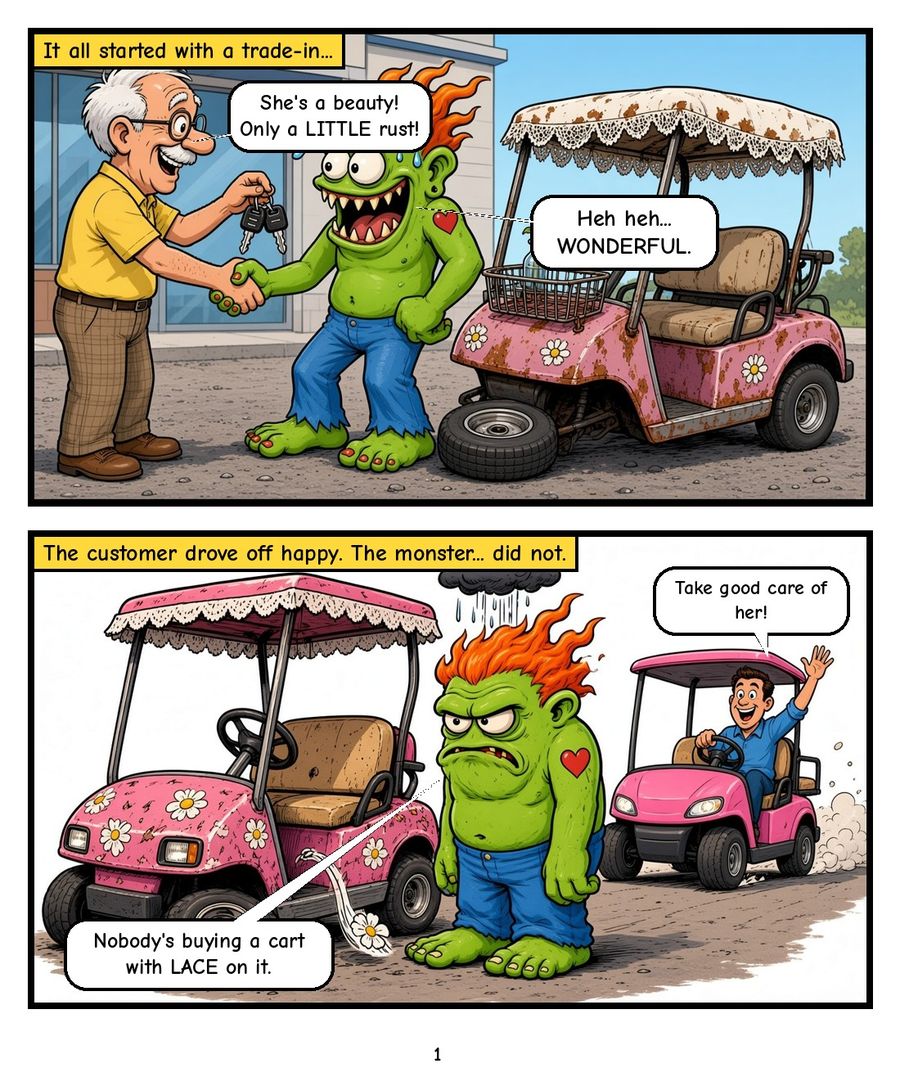 It all started with a trade-in...
She's a beauty!
Only a LITTLE rust!
Heh heh...
WONDERFUL.
The customer drove off happy. The monster... did not.
Take good care of
her!
Nobody's buying a cart
with LACE on it.
1